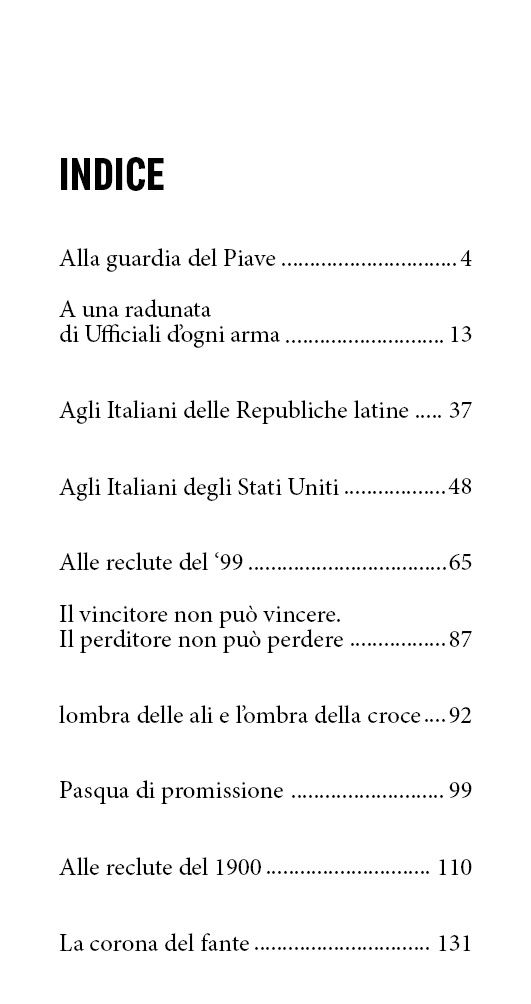 INDICE
Alla guardia del Piave ............................... 4
A una radunata
di Ufficiali d'ogni arma ............................ 13
Agli Italiani delle Republiche latine ..... 37
Agli Italiani degli Stati Uniti .................. 48
Alle reclute del ‘99 ................................... 65
Il vincitore non può vincere.
Il perditore non può perdere ................. 87
lombra delle ali e l'ombra della croce .... 92
Pasqua di promissione ........................... 99
Alle reclute del 1900 ............................. 110
La corona del fante ............................... 131